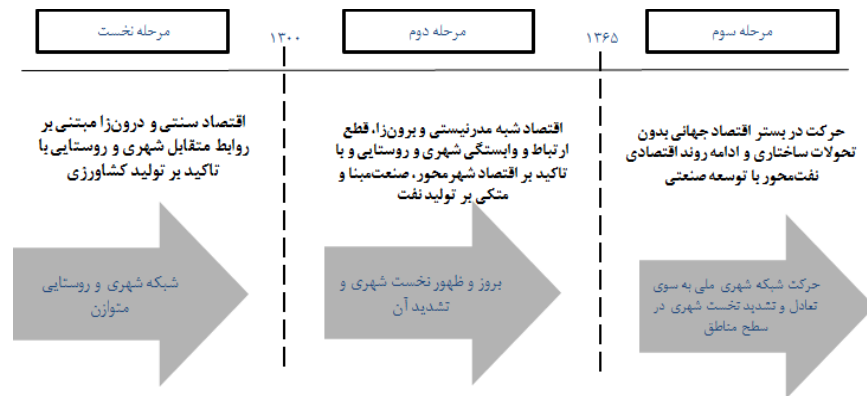 مرحله نخست
۱۳۰۰
مرحله دوم
۱۳۶۵
مرحله سوم
اقتصاد سنتی و درون‌زا مبتنی بر
روابط متقابل شهری و روستایی با
تاکید بر تولید کشاورزی
اقتصاد شبه مدرنیستی و برون‌زا، قطع
ارتباط و وابستگی شهری و روستایی و با
تاکید بر اقتصاد شهرمحور، صنعت‌مبنا و
متکی بر تولید نفت
حرکت در بستر اقتصاد جهانی بدون
تحولات ساختاری و ادامه روند اقتصادی
نفت‌محور با توسعه صنعتی
شبکه شهری و روستایی
متوازن
بروز و ظهور نخست شهری و
تشدید آن
حرکت شبکه شهری ملی به سوی
تعادل و تشدید نخست شهری در
سطح مناطق